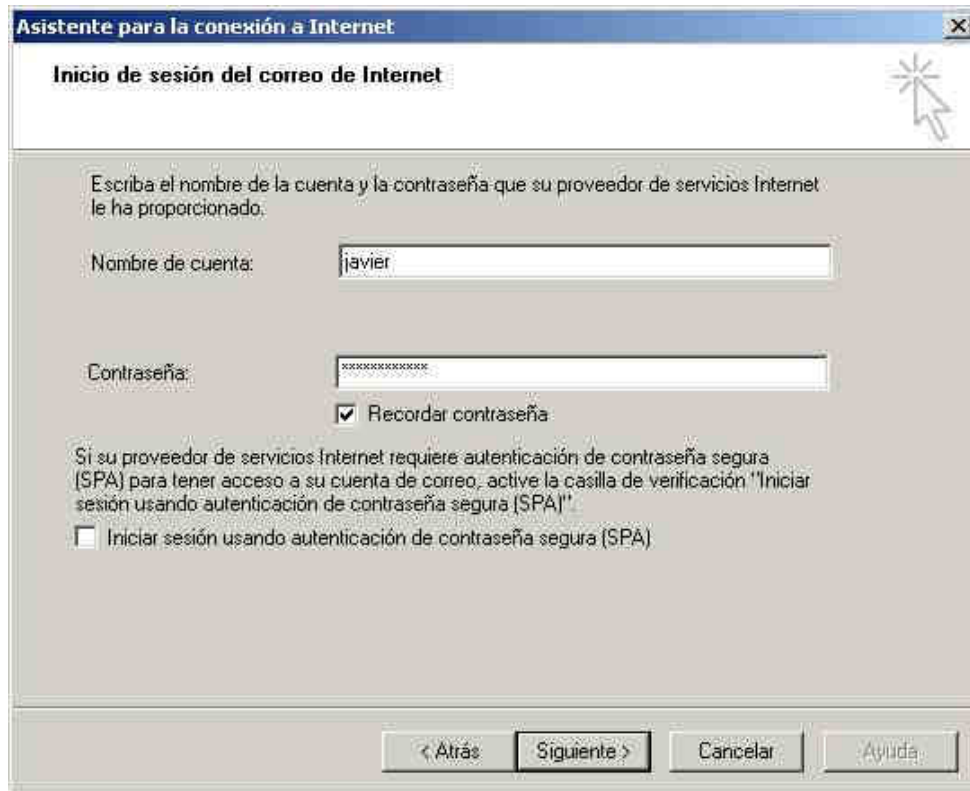 Asistente para la conexión a Internet
Inicio de sesión del correo de Internet
Escriba el nombre de la cuenta y la contraseña que su proveedor de servicios Internet
le ha proporcionado.
Nombre de cuenta:
javier
Contraseña:
xxxxxxxxxxxx
Recordar contraseña
Si su proveedor de servicios Internet requiere autenticación de contraseña segura
(SPA) para tener acceso a su cuenta de correo, active la casilla de verificación "Iniciar
sesión usando autenticación de contraseña segura (SPA)".
Iniciar sesión usando autenticación de contraseña segura (SPA)
< Atrás
Siguiente >
Cancelar
Ayuda